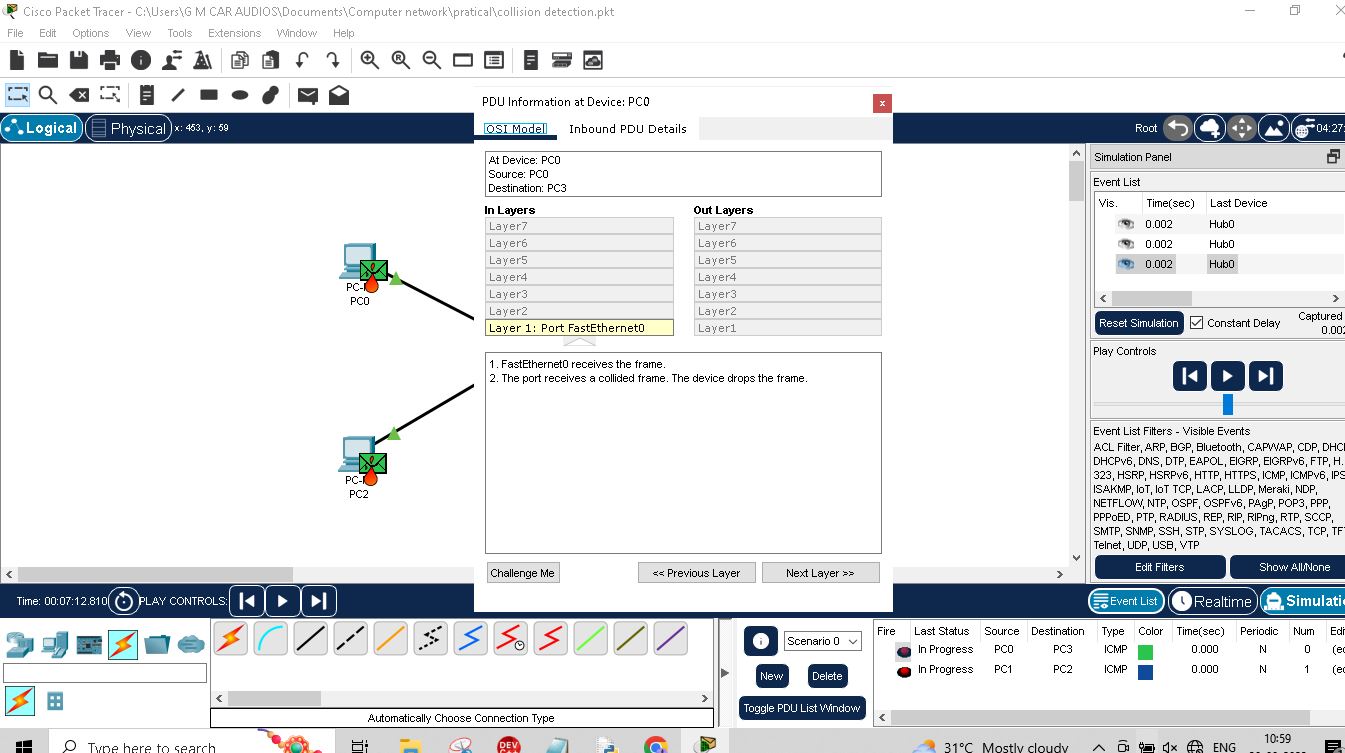 Cisco Packet Tracer - C:\Users\G M CAR AUDIOS\Documents\Computer network\pratical\collision detection.pkt
File Edit Options View Tools Extensions Window Help
PDU Information at Device: PC0
x
OSI Model Inbound PDU Details
Logical Physical x: 453, y: 59
Root 04:27:
At Device: PC0
Source: PC0
Destination: PC3
In Layers Out Layers
Layer7 Layer7
Layer6 Layer6
Layer5 Layer5
Layer4 Layer4
Layer3 Layer3
Layer2 Layer2
Layer 1: Port FastEthernet0 Layer1
1. FastEthernet0 receives the frame.
2. The port receives a collided frame. The device drops the frame.
Challenge Me << Previous Layer Next Layer >>
PC-
PC0
PC-
PC2
Simulation Panel
Event List
Vis. Time(sec) Last Device
0.002 Hub0
0.002 Hub0
0.002 Hub0
Reset Simulation Constant Delay Captured
0.002
Play Controls
Event List Filters - Visible Events
ACL Filter, ARP, BGP, Bluetooth, CAPWAP, CDP, DHCP
DHCPv6, DNS, DTP, EAPOL, EIGRP, EIGRPv6, FTP, H.
323, HSRP, HSRPv6, HTTP, HTTPS, ICMP, ICMPv6, IPS
ISAKMP, IoT, IoT TCP, LACP, LLDP, Meraki, NDP,
NETFLOW, NTP, OSPF, OSPFv6, PAgP, POP3, PPP,
PPPoED, PTP, RADIUS, REP, RIP, RIPng, RTP, SCCP,
SMTP, SNMP, SSH, STP, SYSLOG, TACACS, TCP, TFT
Telnet, UDP, USB, VTP
Edit Filters Show All/None
Time: 00:07:12.810 PLAY CONTROLS:
Event List Realtime Simulati
Automatically Choose Connection Type
Scenario 0
New Delete
Toggle PDU List Window
Fire Last Status Source Destination Type Color Time(sec) Periodic Num Edi
In Progress PC0 PC3 ICMP 0.000 N 0 (ec
In Progress PC1 PC2 ICMP 0.000 N 1 (ec
Type here to search
DEV
31°C Mostly cloudy ENG 10:59